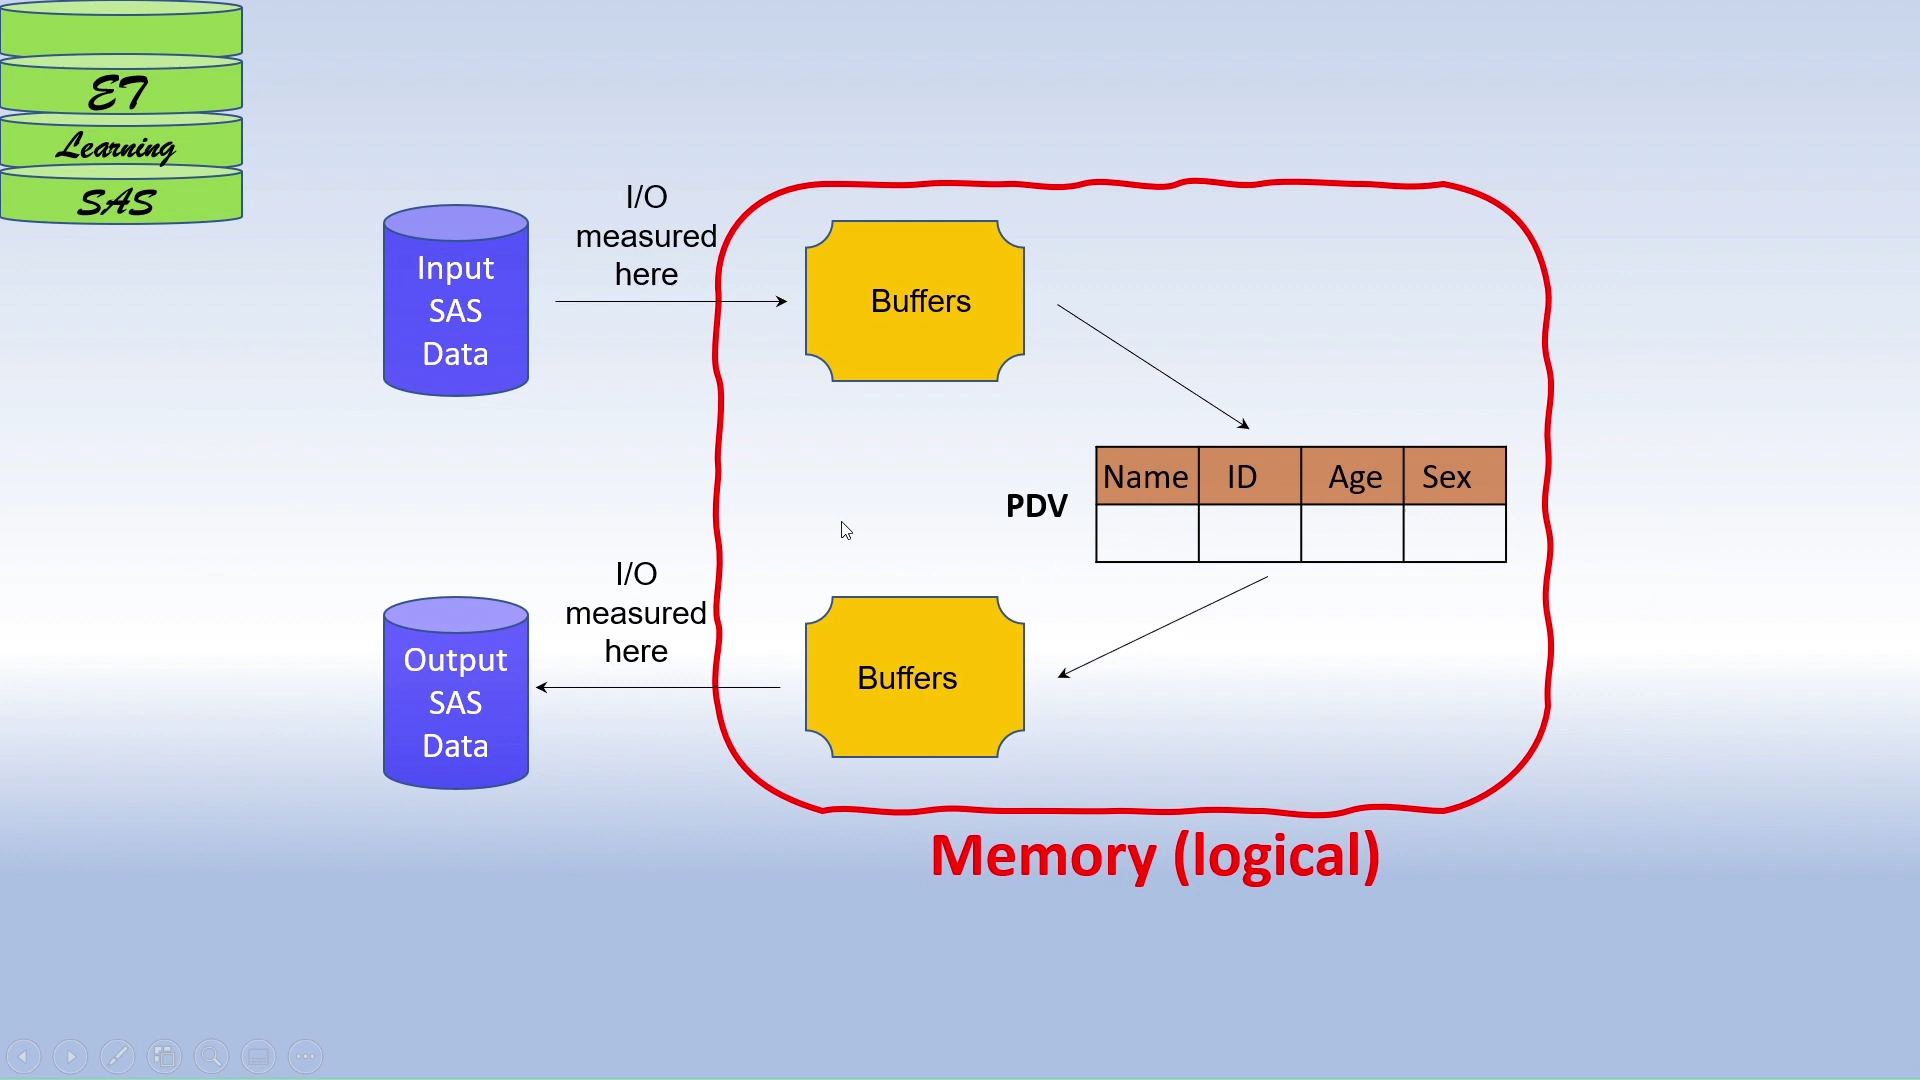 ET
Learning
SAS
I/O
measured
here
Input
SAS
Data
Buffers
Name ID Age Sex
PDV
I/O
measured
here
Output
SAS
Data
Buffers
Memory (logical)